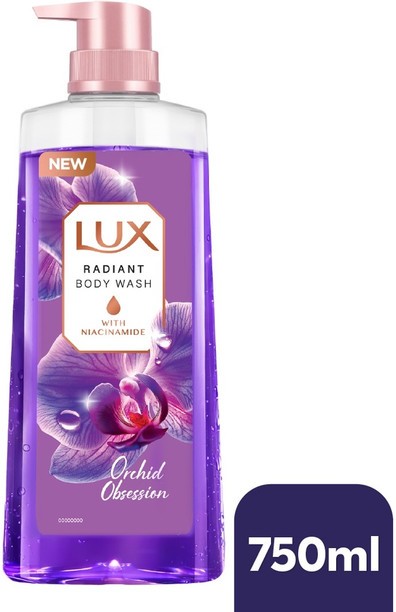 NEW
LUX
RADIANT
BODY WASH
WITH
NIACINAMIDE
Orchid
Obsession
750ml